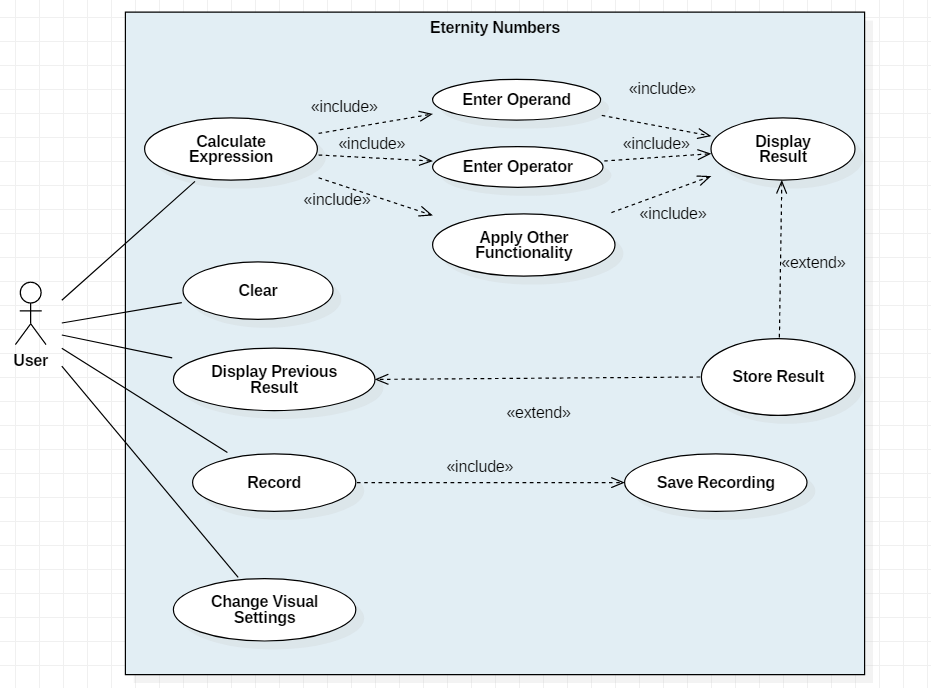 Eternity Numbers
«include»
Enter Operand
«include»
Calculate
Expression
«include»
Enter Operator
«include»
Display
Result
«include»
Apply Other
Functionality
«include»
«extend»
Clear
User
Display Previous
Result
Store Result
«extend»
Record
«include»
Save Recording
Change Visual
Settings